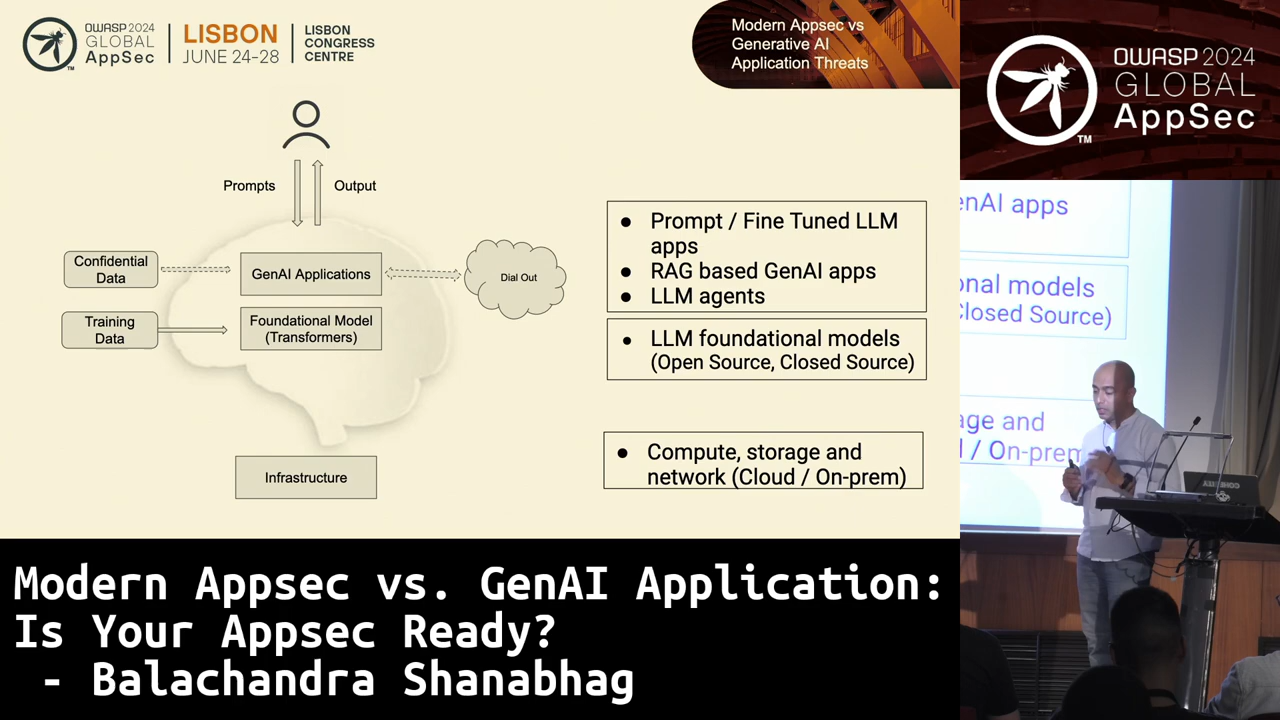 OWASP 2024
GLOBAL
AppSec
TM
LISBON
JUNE 24-28
LISBON
CONGRESS
CENTRE
Modern Appsec vs
Generative AI
Application Threats
Prompts
Output
Confidential
Data
GenAI Applications
Dial Out
Training
Data
Foundational Model
(Transformers)
Infrastructure
● Prompt / Fine Tuned LLM
apps
● RAG based GenAI apps
● LLM agents
● LLM foundational models
(Open Source, Closed Source)
● Compute, storage and
network (Cloud / On-prem)
OWASP 2024
GLOBAL
AppSec
TM
enAI apps
onal models
Closed Source)
age and
d / On-prem
Modern Appsec vs. GenAI Application:
Is Your Appsec Ready?
- Balachandra Shanabhag